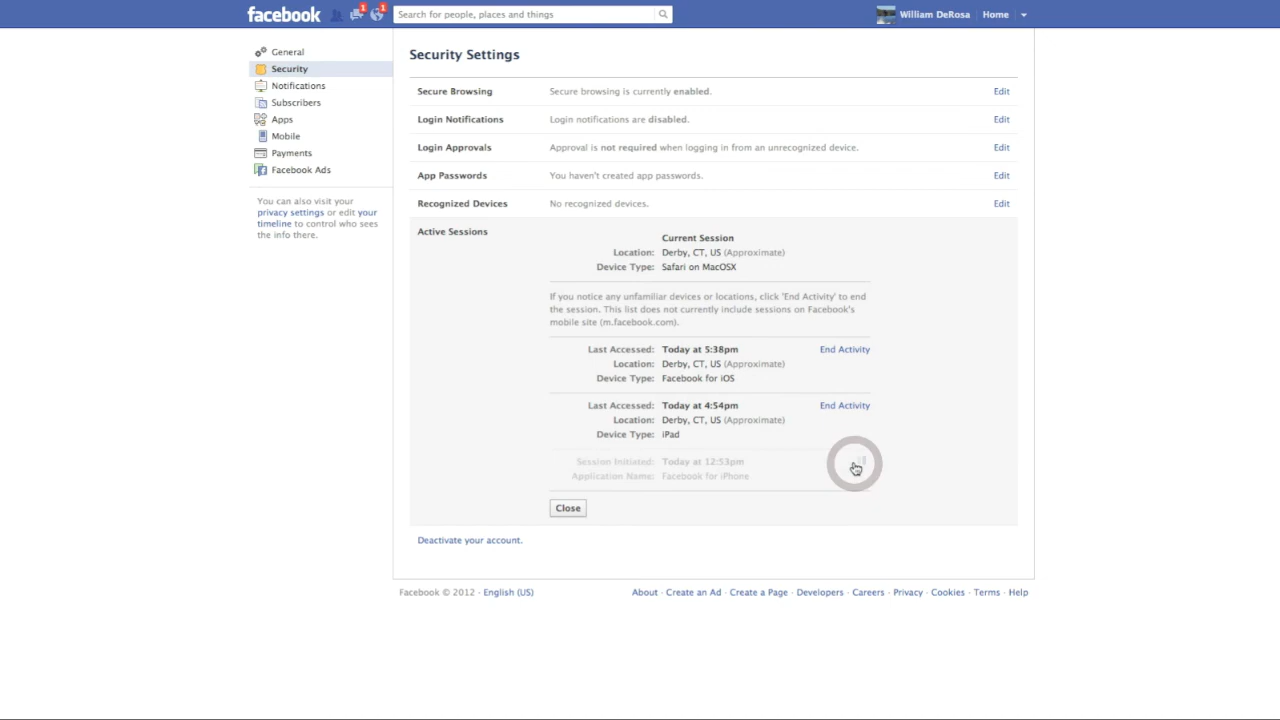 facebook 1 1 Search for people, places and things William DeRosa Home
General
Security
Notifications
Subscribers
Apps
Mobile
Payments
Facebook Ads
You can also visit your
privacy settings or edit your
timeline to control who sees
the info there.
Security Settings
Secure Browsing Secure browsing is currently enabled. Edit
Login Notifications Login notifications are disabled. Edit
Login Approvals Approval is not required when logging in from an unrecognized device. Edit
App Passwords You haven't created app passwords. Edit
Recognized Devices No recognized devices. Edit
Active Sessions
Current Session
Location: Derby, CT, US (Approximate)
Device Type: Safari on MacOSX
If you notice any unfamiliar devices or locations, click 'End Activity' to end
the session. This list does not currently include sessions on Facebook's
mobile site (m.facebook.com).
Last Accessed: Today at 5:38pm End Activity
Location: Derby, CT, US (Approximate)
Device Type: Facebook for iOS
Last Accessed: Today at 4:54pm End Activity
Location: Derby, CT, US (Approximate)
Device Type: iPad
Session Initiated: Today at 12:53pm
Application Name: Facebook for iPhone
Close
Deactivate your account.
Facebook © 2012 · English (US) About · Create an Ad · Create a Page · Developers · Careers · Privacy · Cookies · Terms · Help